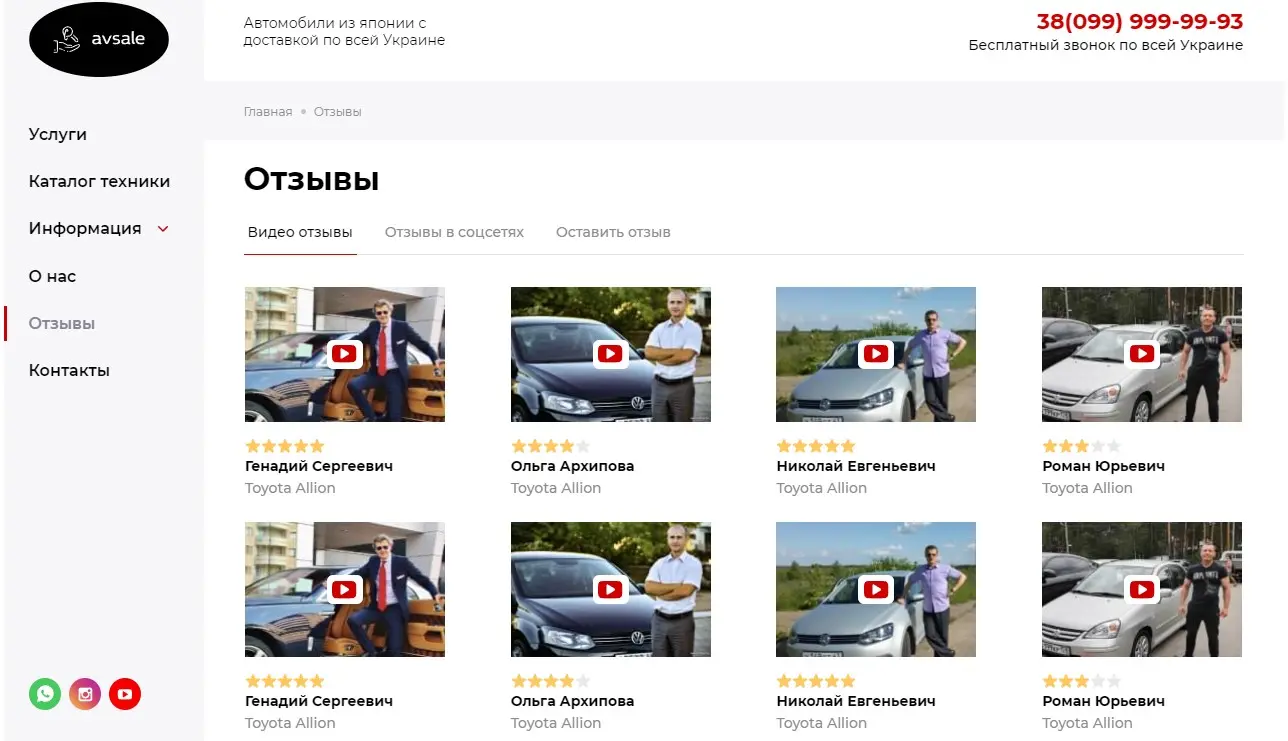 avsale
Автомобили из японии с
доставкой по всей Украине
38(099) 999-99-93
Бесплатный звонок по всей Украине
Услуги
Каталог техники
Информация
О нас
Отзывы
Контакты
Главная • Отзывы
Отзывы
Видео отзывы Отзывы в соцсетях Оставить отзыв
Генадий Сергеевич
Toyota Allion
Ольга Архипова
Toyota Allion
Николай Евгеньевич
Toyota Allion
Роман Юрьевич
Toyota Allion
Генадий Сергеевич
Toyota Allion
Ольга Архипова
Toyota Allion
Николай Евгеньевич
Toyota Allion
Роман Юрьевич
Toyota Allion